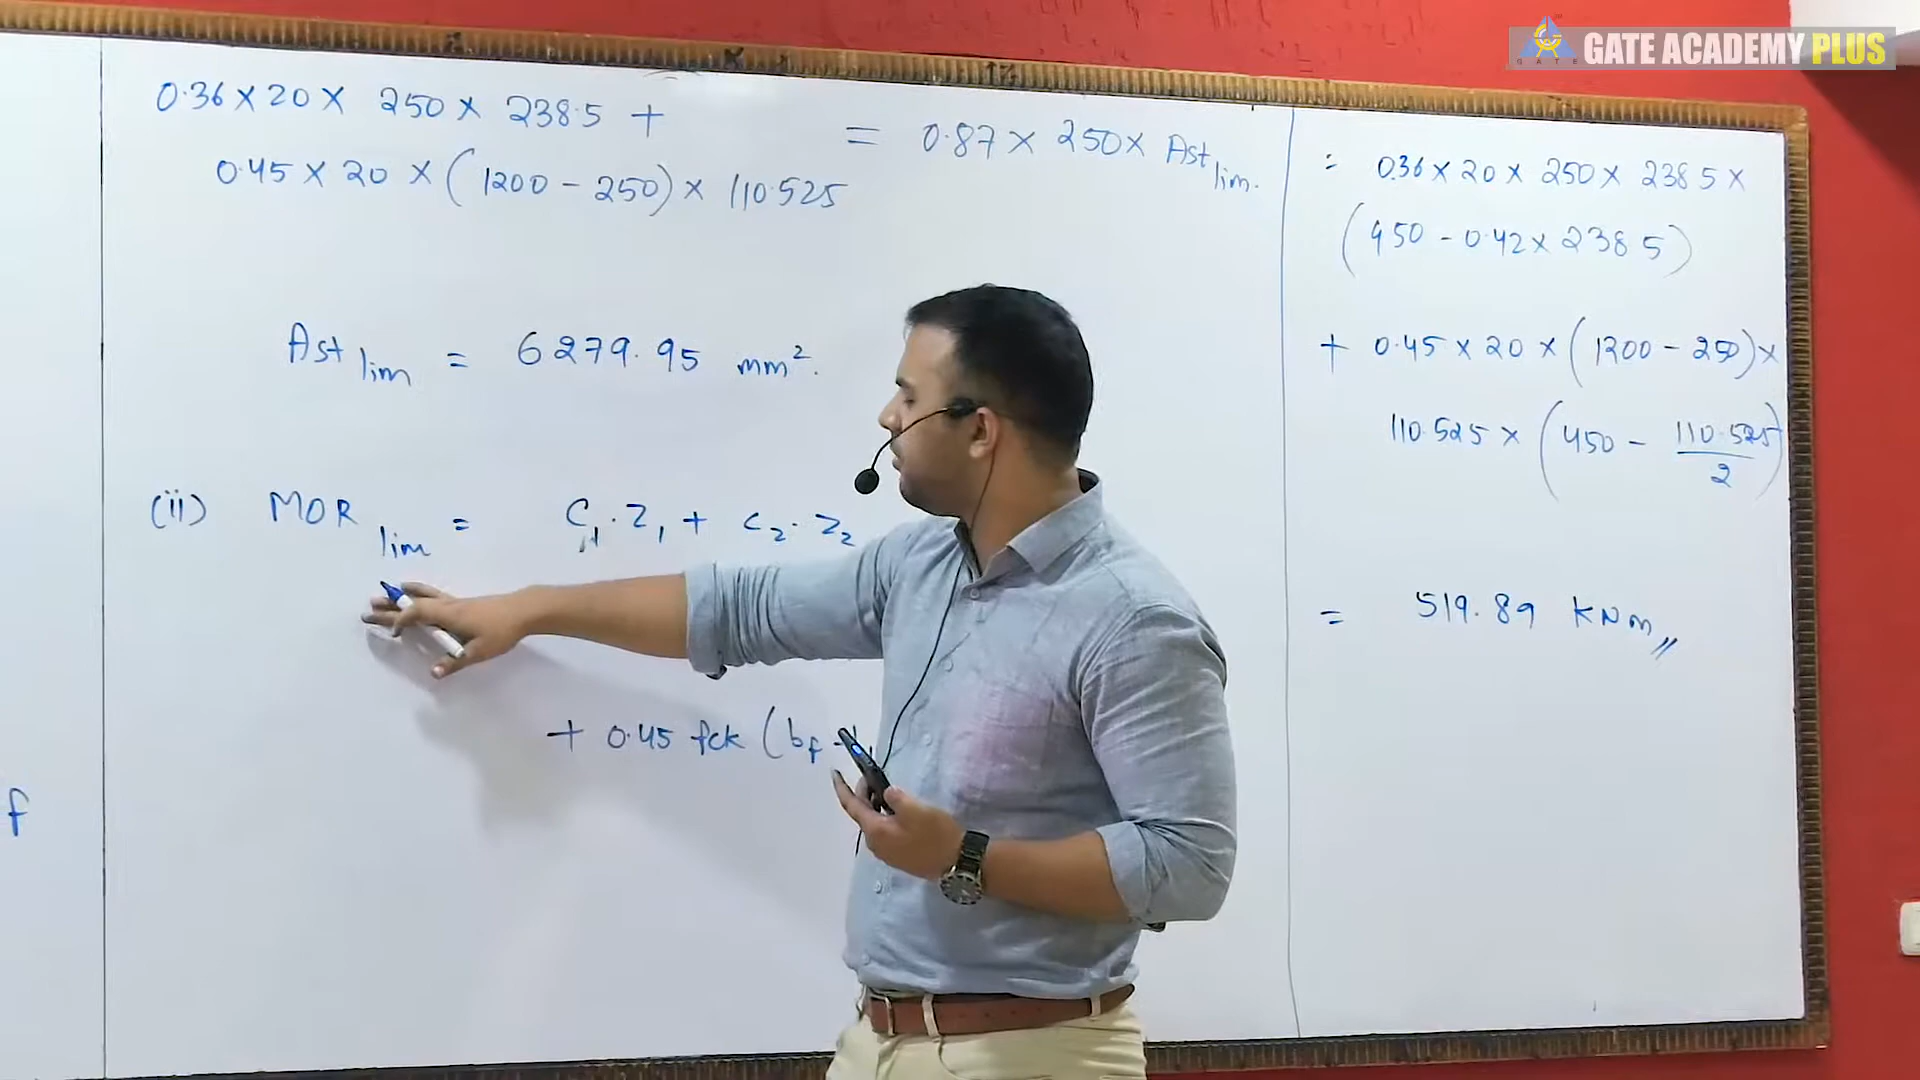 GATE ACADEMY PLUS
GATE
0.36 × 20 × 250 × 238.5 +
0.45 × 20 × (1200 - 250) × 110.525
= 0.87 × 250 × Ast lim.
Ast lim = 6279.95 mm².
(ii) MOR lim = C₁.Z₁ + C₂.Z₂
+ 0.45 fck (bf -
f
= 0.36 × 20 × 250 × 238.5 ×
(450 - 0.42 × 238.5)
+ 0.45 × 20 × (1200 - 250) ×
110.525 × (450 - 110.525/2)
= 519.89 KNm